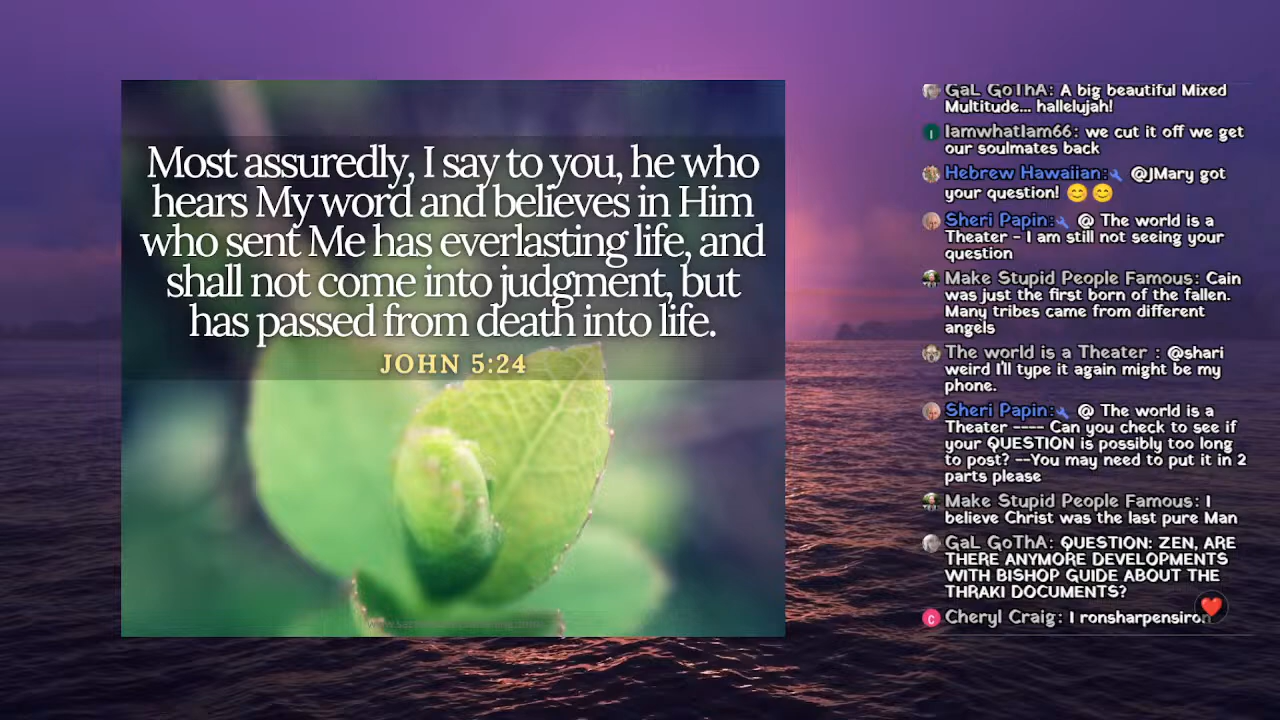 Most assuredly, I say to you, he who
hears My word and believes in Him
who sent Me has everlasting life, and
shall not come into judgment, but
has passed from death into life.
JOHN 5:24
GaL GoThA: A big beautiful Mixed
Multitude... hallelujah!
I IamwhatIam66: we cut it off we get
our soulmates back
Hebrew Hawaiian: @JMary got
your question! 😊 😊
Sheri Papin: @ The world is a
Theater - I am still not seeing your
question
Make Stupid People Famous: Cain
was just the first born of the fallen.
Many tribes came from different
angels
The world is a Theater : @shari
weird I'll type it again might be my
phone.
Sheri Papin: @ The world is a
Theater ---- Can you check to see if
your QUESTION is possibly too long
to post? --You may need to put it in 2
parts please
Make Stupid People Famous: I
believe Christ was the last pure Man
GaL GoThA: QUESTION: ZEN, ARE
THERE ANYMORE DEVELOPMENTS
WITH BISHOP GUIDE ABOUT THE
THRAKI DOCUMENTS?
C Cheryl Craig: I ronsharpensiron